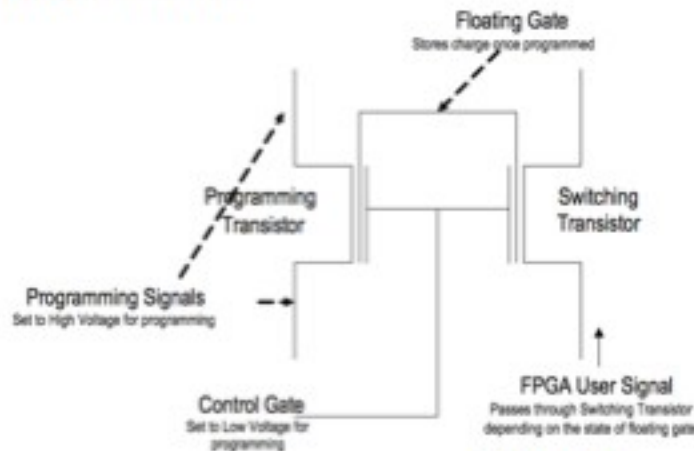 Floating Gate
Stores charge once programmed
Programming
Transistor
Switching
Transistor
Programming Signals
Set to High Voltage for programming
Control Gate
Set to Low Voltage for
programming
FPGA User Signal
Passes through Switching Transistor
depending on the state of floating gate